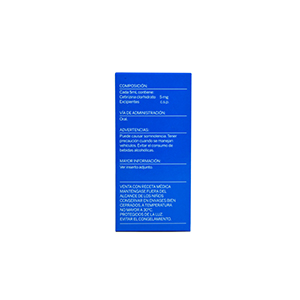 COMPOSICIÓN:
Cada 5mL contiene:
Cetirizina clorhidrato 5 mg
Excipientes c.s.p.
VÍA DE ADMINISTRACIÓN:
Oral.
ADVERTENCIAS:
Puede causar somnolencia. Tener
precaución cuando se manejan
vehículos. Evitar el consumo de
bebidas alcohólicas.
MAYOR INFORMACIÓN:
Ver inserto adjunto.
VENTA CON RECETA MÉDICA
MANTÉNGASE FUERA DEL
ALCANCE DE LOS NIÑOS
CONSERVAR EN ENVASES BIEN
CERRADOS A TEMPERATURA
NO MAYOR A 30°C
PROTEGIDOS DE LA LUZ
EVITAR EL CONGELAMIENTO.